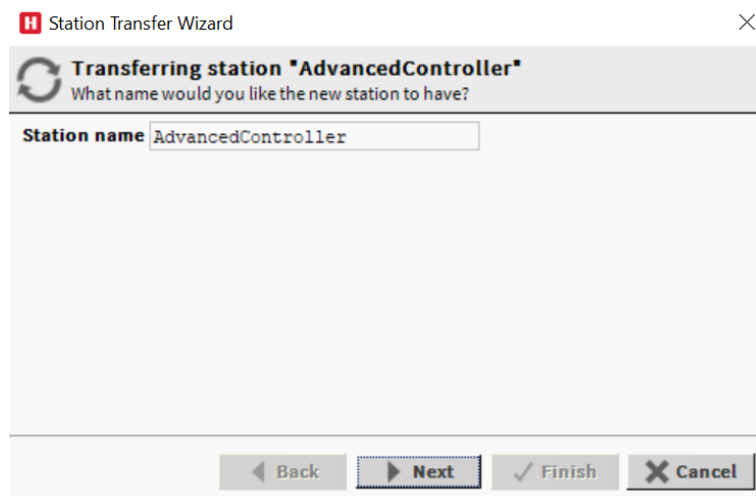 H Station Transfer Wizard
Transferring station "AdvancedController"
What name would you like the new station to have?
Station name AdvancedController
Back Next Finish Cancel